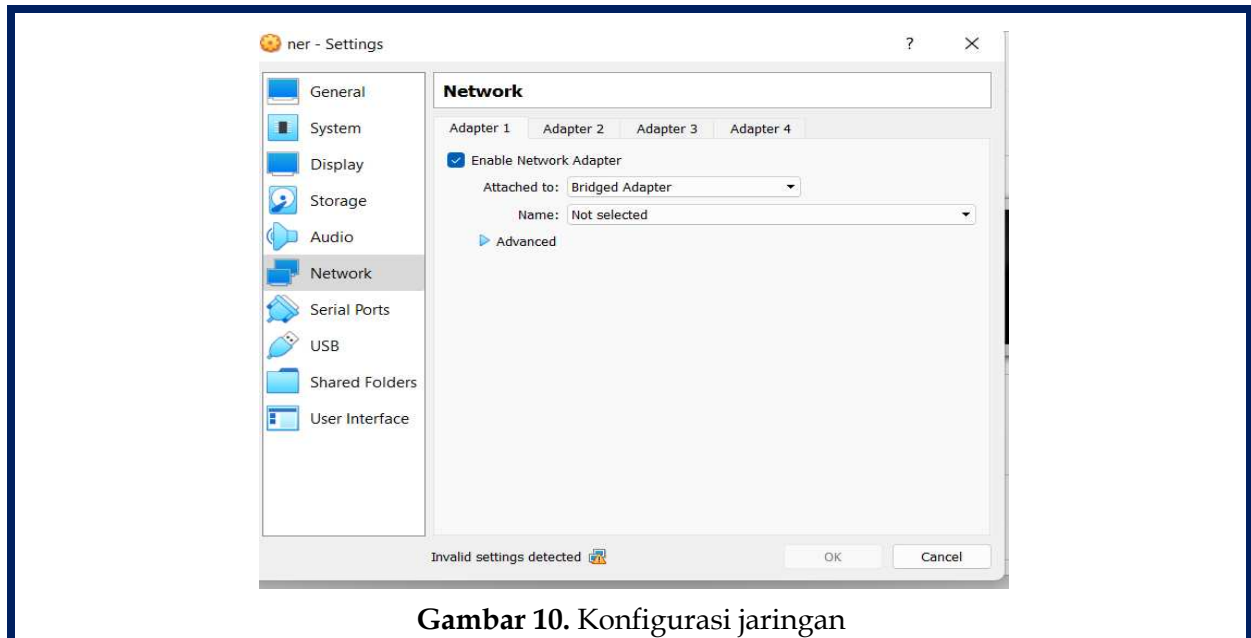 ner - Settings ? ×
General
System
Display
Storage
Audio
Network
Serial Ports
USB
Shared Folders
User Interface
Network
Adapter 1 Adapter 2 Adapter 3 Adapter 4
Enable Network Adapter
Attached to: Bridged Adapter
Name: Not selected
Advanced
Invalid settings detected OK Cancel
Gambar 10. Konfigurasi jaringan